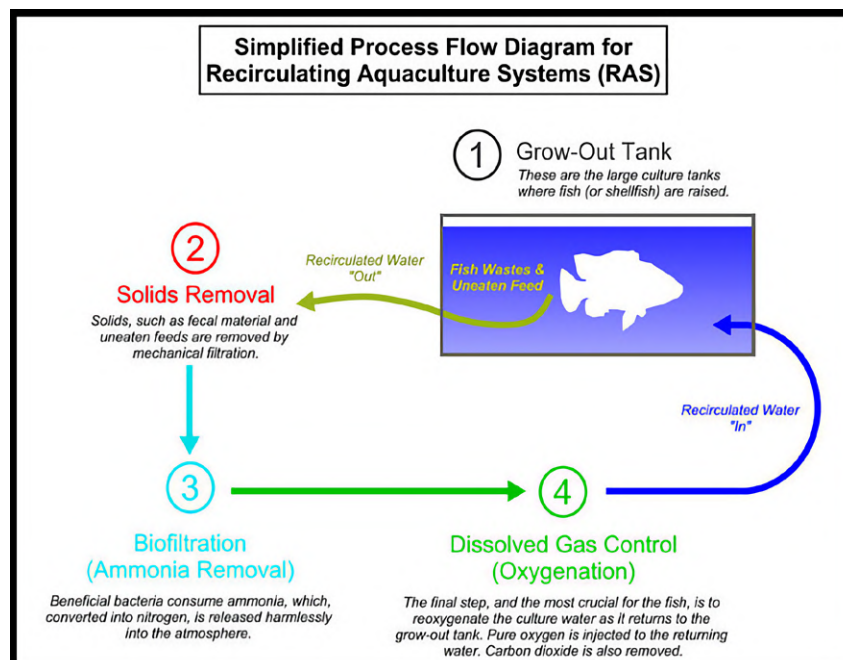 Simplified Process Flow Diagram for
Recirculating Aquaculture Systems (RAS)
1
Grow-Out Tank
These are the large culture tanks
where fish (or shellfish) are raised.
Fish Wastes &
Uneaten Feed
Recirculated Water
"Out"
2
Solids Removal
Solids, such as fecal material and
uneaten feeds are removed by
mechanical filtration.
Recirculated Water
"In"
3
Biofiltration
(Ammonia Removal)
Beneficial bacteria consume ammonia, which,
converted into nitrogen, is released harmlessly
into the atmosphere.
4
Dissolved Gas Control
(Oxygenation)
The final step, and the most crucial for the fish, is to
reoxygenate the culture water as it returns to the
grow-out tank. Pure oxygen is injected to the returning
water. Carbon dioxide is also removed.